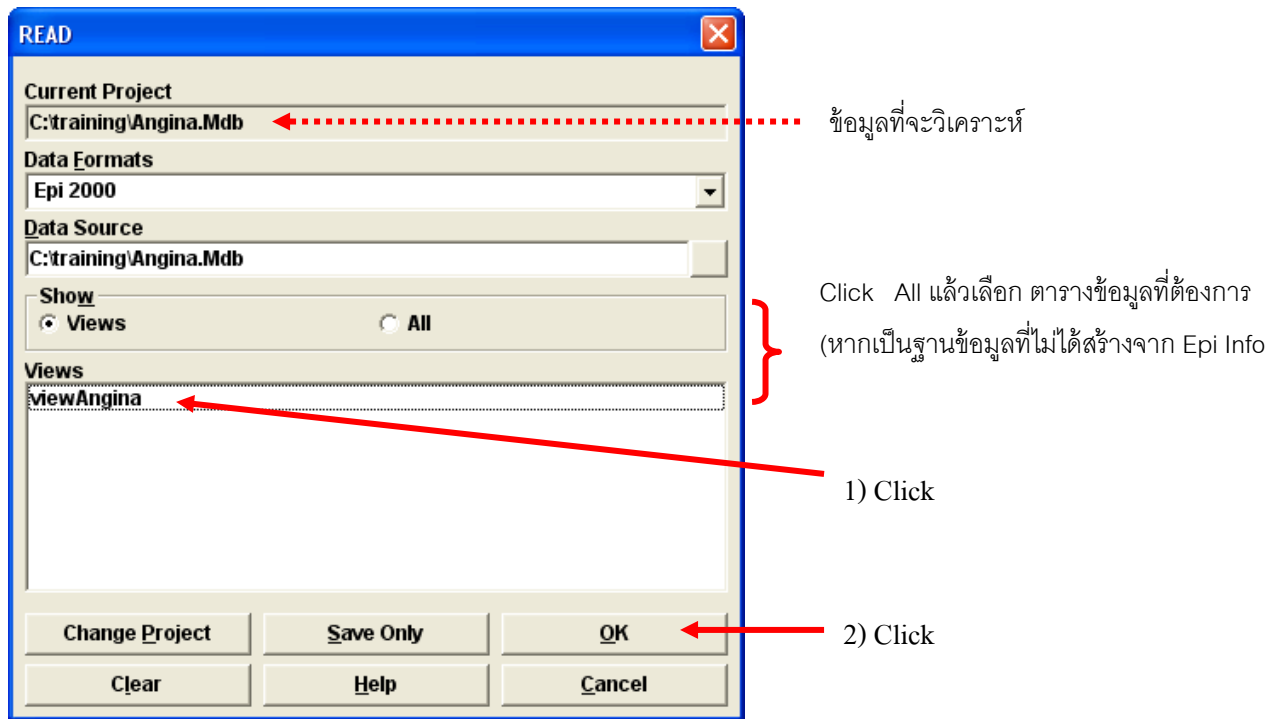 READ
Current Project
C:\training\Angina.Mdb
ข้อมูลที่จะวิเคราะห์
Data Formats
Epi 2000
Data Source
C:\training\Angina.Mdb
Show
Views
All
Click All แล้วเลือก ตารางข้อมูลที่ต้องการ
(หากเป็นฐานข้อมูลที่ไม่ได้สร้างจาก Epi Info
Views
viewAngina
1) Click
Change Project
Save Only
OK
2) Click
Clear
Help
Cancel